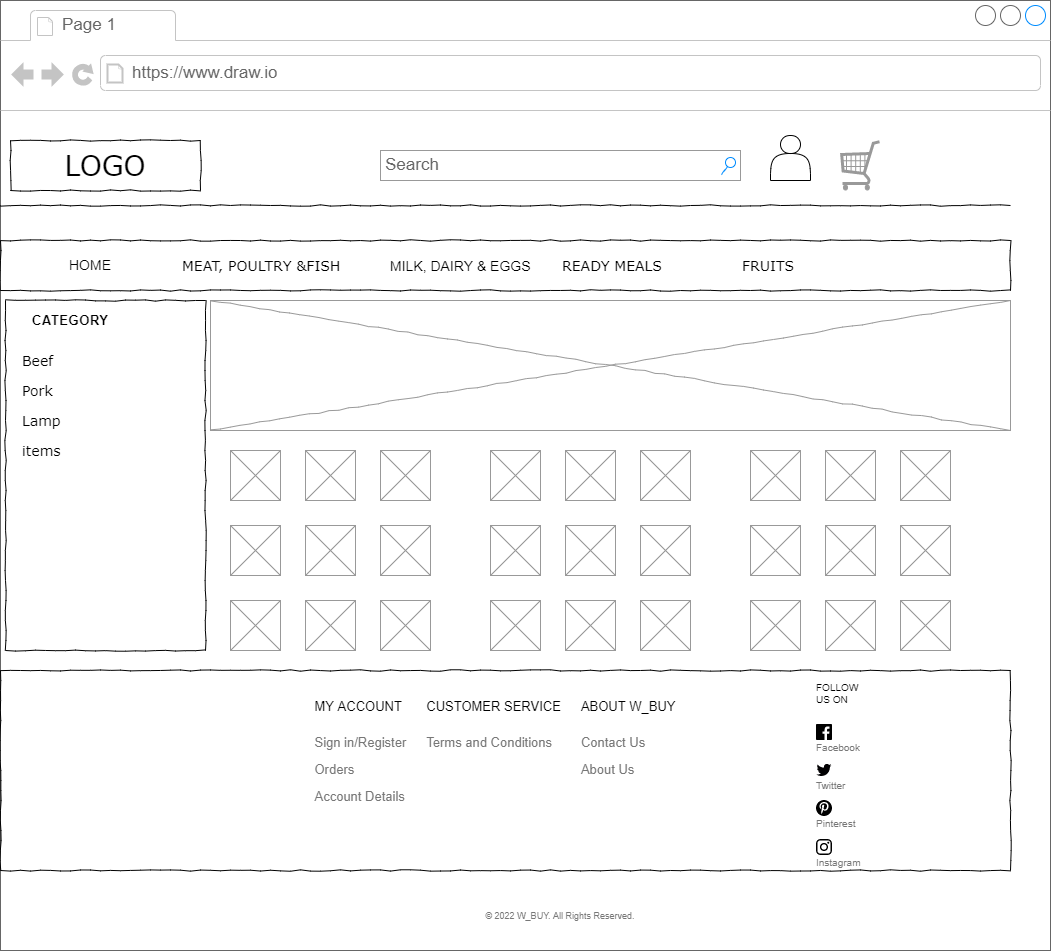 Page 1
https://www.draw.io
LOGO
Search
HOME
MEAT, POULTRY &FISH
MILK, DAIRY & EGGS
READY MEALS
FRUITS
CATEGORY
Beef
Pork
Lamp
items
MY ACCOUNT
Sign in/Register
Orders
Account Details
CUSTOMER SERVICE
Terms and Conditions
ABOUT W_BUY
Contact Us
About Us
FOLLOW
US ON
Facebook
Twitter
Pinterest
Instagram
© 2022 W_BUY. All Rights Reserved.